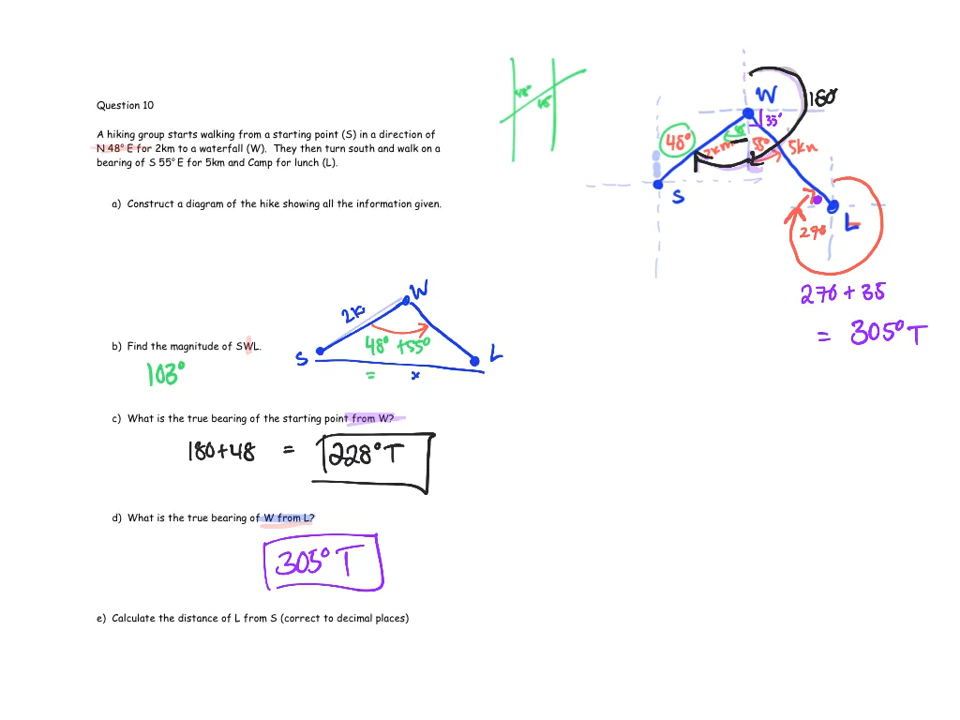 Question 10
A hiking group starts walking from a starting point (S) in a direction of
N 48° E for 2km to a waterfall (W). They then turn south and walk on a
bearing of S 55° E for 5km and Camp for lunch (L).
a) Construct a diagram of the hike showing all the information given.
48°
48°
W
180°
35°
48°
48°
2km
55°
5km
S
L
270
270 + 35
= 305° T
W
2km
48° + 55°
S
L
=
x
b) Find the magnitude of SWL.
103°
c) What is the true bearing of the starting point from W?
180 + 48 = 228° T
d) What is the true bearing of W from L?
305° T
e) Calculate the distance of L from S (correct to decimal places)